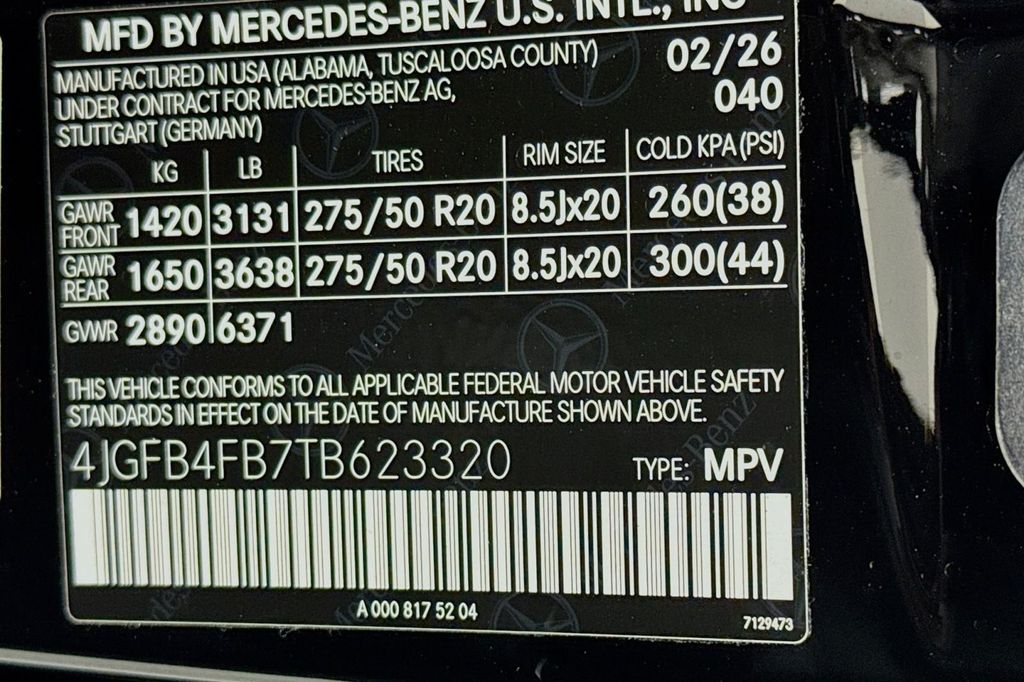 MFD BY MERCEDES-BENZ U.S. INTL., INC
02/26
MANUFACTURED IN USA (ALABAMA, TUSCALOOSA COUNTY)
040
UNDER CONTRACT FOR MERCEDES-BENZ AG,
STUTTGART (GERMANY)
KG LB TIRES RIM SIZE COLD KPA (PSI)
GAWR FRONT 1420 3131 275/50 R20 8.5Jx20 260(38)
GAWR REAR 1650 3638 275/50 R20 8.5Jx20 300(44)
GVWR 2890 6371
THIS VEHICLE CONFORMS TO ALL APPLICABLE FEDERAL MOTOR VEHICLE SAFETY
STANDARDS IN EFFECT ON THE DATE OF MANUFACTURE SHOWN ABOVE.
4JGFB4FB7TB623320 TYPE: MPV
A 000 817 52 04
7129473